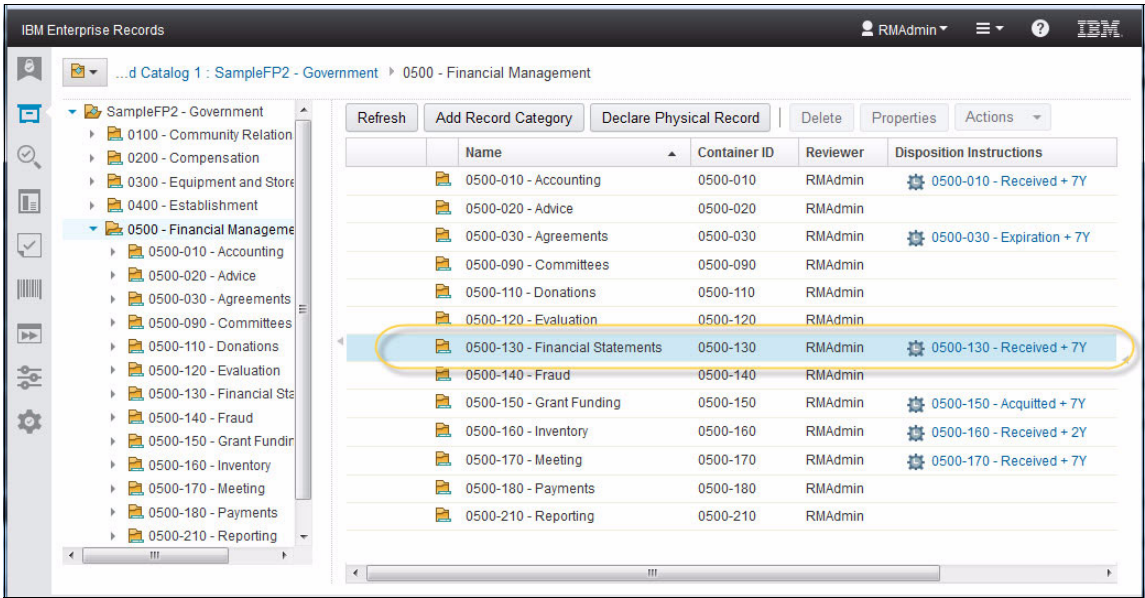 IBM Enterprise Records RMAdmin ? IBM
...d Catalog 1 : SampleFP2 - Government 0500 - Financial Management
SampleFP2 - Government
0100 - Community Relation
0200 - Compensation
0300 - Equipment and Store
0400 - Establishment
0500 - Financial Manageme
0500-010 - Accounting
0500-020 - Advice
0500-030 - Agreements
0500-090 - Committees
0500-110 - Donations
0500-120 - Evaluation
0500-130 - Financial Sta
0500-140 - Fraud
0500-150 - Grant Fundin
0500-160 - Inventory
0500-170 - Meeting
0500-180 - Payments
0500-210 - Reporting
Refresh Add Record Category Declare Physical Record Delete Properties Actions
Name Container ID Reviewer Disposition Instructions
0500-010 - Accounting 0500-010 RMAdmin 0500-010 - Received + 7Y
0500-020 - Advice 0500-020 RMAdmin
0500-030 - Agreements 0500-030 RMAdmin 0500-030 - Expiration + 7Y
0500-090 - Committees 0500-090 RMAdmin
0500-110 - Donations 0500-110 RMAdmin
0500-120 - Evaluation 0500-120 RMAdmin
0500-130 - Financial Statements 0500-130 RMAdmin 0500-130 - Received + 7Y
0500-140 - Fraud 0500-140 RMAdmin
0500-150 - Grant Funding 0500-150 RMAdmin 0500-150 - Acquitted + 7Y
0500-160 - Inventory 0500-160 RMAdmin 0500-160 - Received + 2Y
0500-170 - Meeting 0500-170 RMAdmin 0500-170 - Received + 7Y
0500-180 - Payments 0500-180 RMAdmin
0500-210 - Reporting 0500-210 RMAdmin